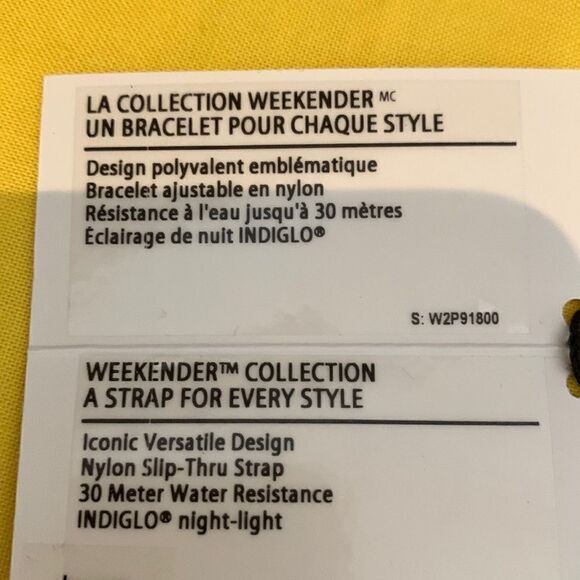 LA COLLECTION WEEKENDER MC
UN BRACELET POUR CHAQUE STYLE
Design polyvalent emblématique
Bracelet ajustable en nylon
Résistance à l'eau jusqu'à 30 mètres
Éclairage de nuit INDIGLO®
S: W2P91800
WEEKENDER™ COLLECTION
A STRAP FOR EVERY STYLE
Iconic Versatile Design
Nylon Slip-Thru Strap
30 Meter Water Resistance
INDIGLO® night-light